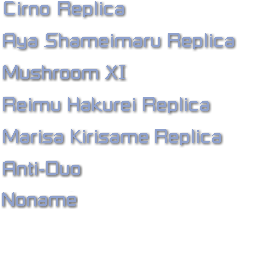 Cirno Replica
Aya Shameimaru Replica
Mushroom XI
Reimu Hakurei Replica
Marisa Kirisame Replica
Anti-Duo
Noname